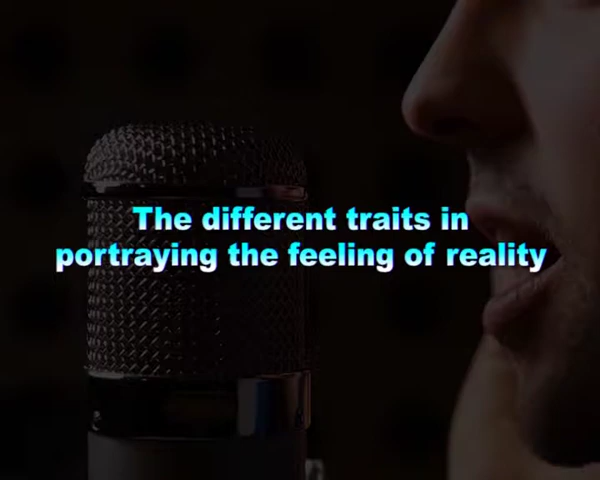 The different traits in
portraying the feeling of reality